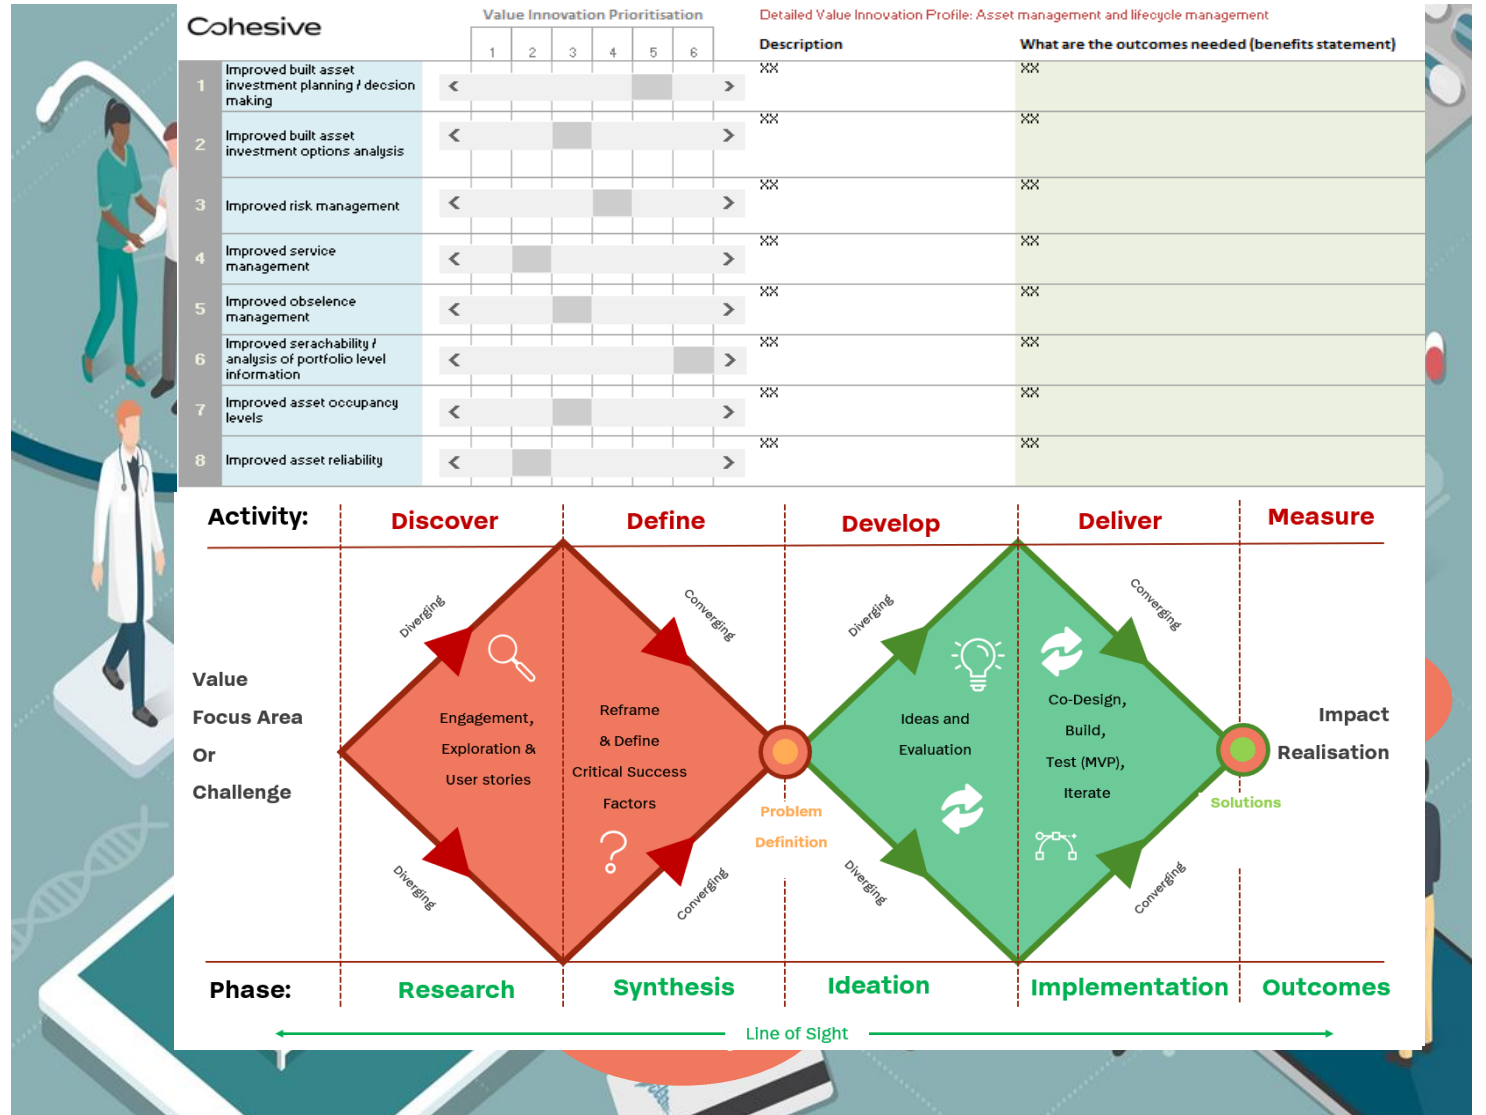 Cohesive
Value Innovation Prioritisation
1 2 3 4 5 6
Detailed Value Innovation Profile: Asset management and lifecycle management
Description
What are the outcomes needed (benefits statement)
1
Improved built asset
investment planning / decsion
making
XX
XX
2
Improved built asset
investment options analysis
XX
XX
3
Improved risk management
XX
XX
4
Improved service
management
XX
XX
5
Improved obselence
management
XX
XX
6
Improved serachability /
analysis of portfolio level
information
XX
XX
7
Improved asset occupancy
levels
XX
XX
8
Improved asset reliability
XX
XX
Activity:
Discover
Define
Develop
Deliver
Measure
Diverging
Converging
Diverging
Converging
Value
Focus Area
Or
Challenge
Engagement,
Exploration &
User stories
Reframe
& Define
Critical Success
Factors
Problem
Definition
Ideas and
Evaluation
Co-Design,
Build,
Test (MVP),
Iterate
Solutions
Impact
Realisation
Diverging
Converging
Diverging
Converging
Phase:
Research
Synthesis
Ideation
Implementation
Outcomes
Line of Sight